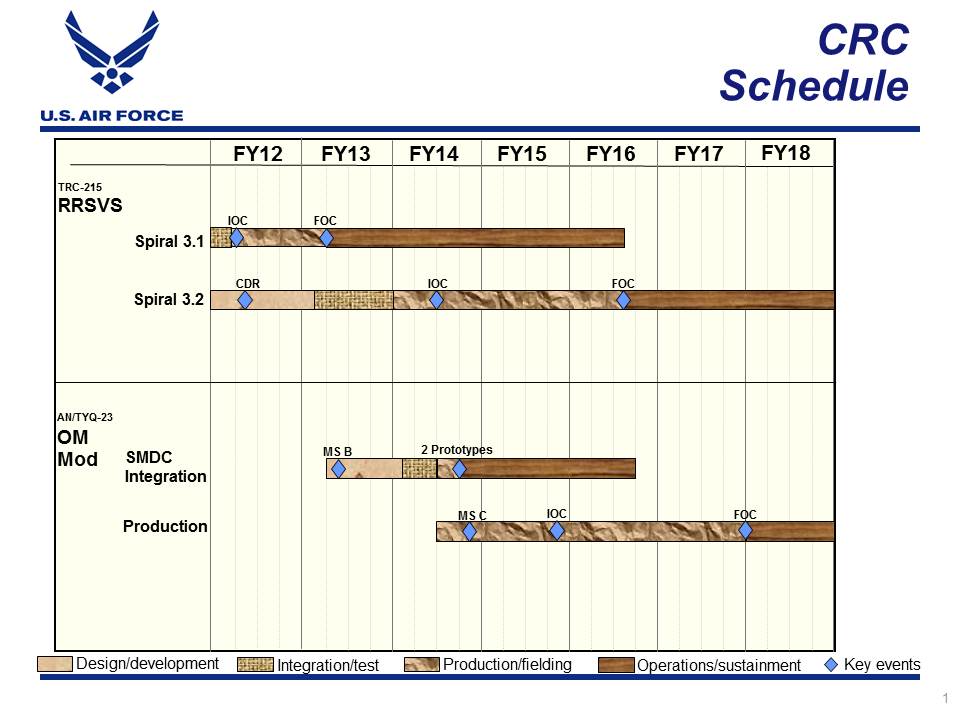 CRC
Schedule
U.S. AIR FORCE
FY12 FY13 FY14 FY15 FY16 FY17 FY18
TRC-215
RRSVS
IOC FOC
Spiral 3.1
CDR IOC FOC
Spiral 3.2
AN/TYQ-23
OM
Mod
SMDC
Integration
MS B 2 Prototypes
MS C IOC FOC
Production
Design/development Integration/test Production/fielding Operations/sustainment Key events
1